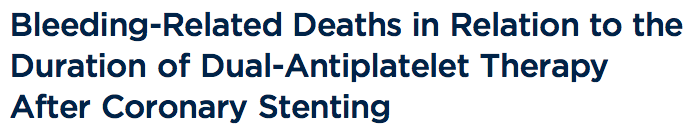 Bleeding-Related Deaths in Relation to the
Duration of Dual-Antiplatelet Therapy
After Coronary Stenting